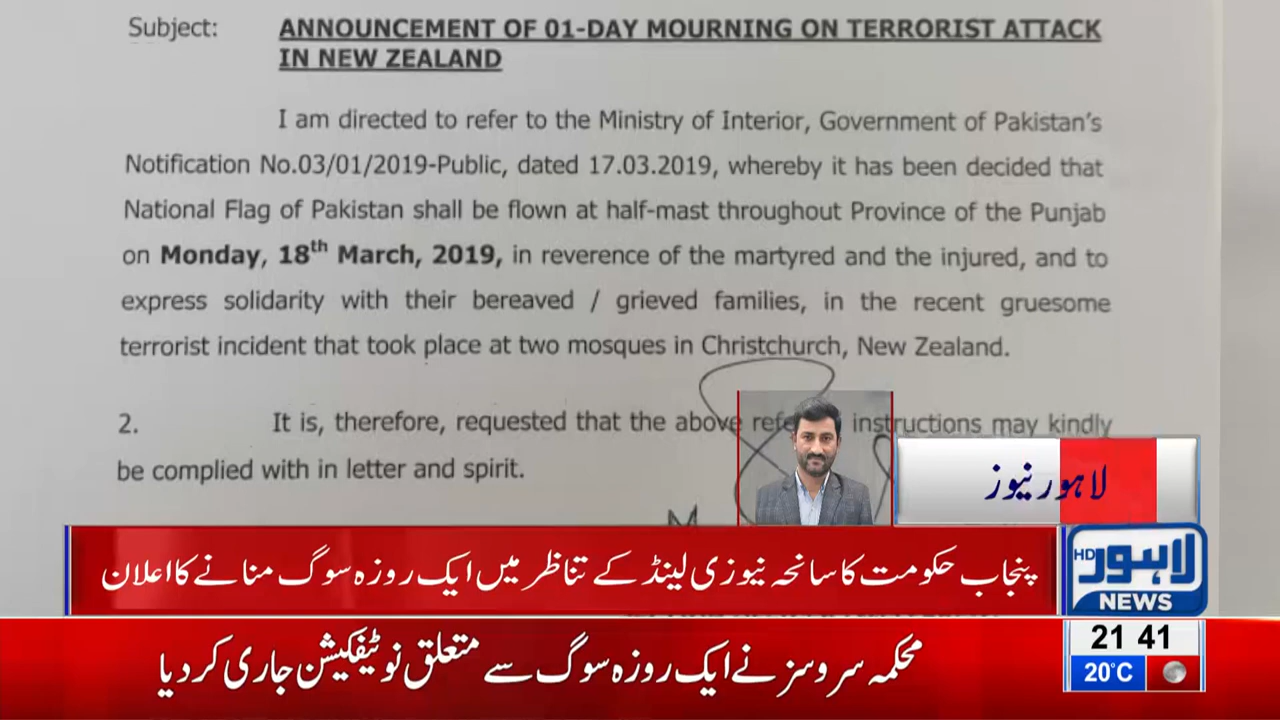 Subject: ANNOUNCEMENT OF 01-DAY MOURNING ON TERRORIST ATTACK
IN NEW ZEALAND
I am directed to refer to the Ministry of Interior, Government of Pakistan's
Notification No.03/01/2019-Public, dated 17.03.2019, whereby it has been decided that
National Flag of Pakistan shall be flown at half-mast throughout Province of the Punjab
on Monday, 18th March, 2019, in reverence of the martyred and the injured, and to
express solidarity with their bereaved / grieved families, in the recent gruesome
terrorist incident that took place at two mosques in Christchurch, New Zealand.
2. It is, therefore, requested that the above instructions may kindly
be complied with in letter and spirit.
لاہور نیوز
پنجاب حکومت کا سانحہ نیوزی لینڈ کے تناظر میں ایک روزہ سوگ منانے کا اعلان
HD لاہور
NEWS
محکمہ سروسز نے ایک روزہ سوگ سے متعلق نوٹیفکیشن جاری کر دیا
21 41
20°C